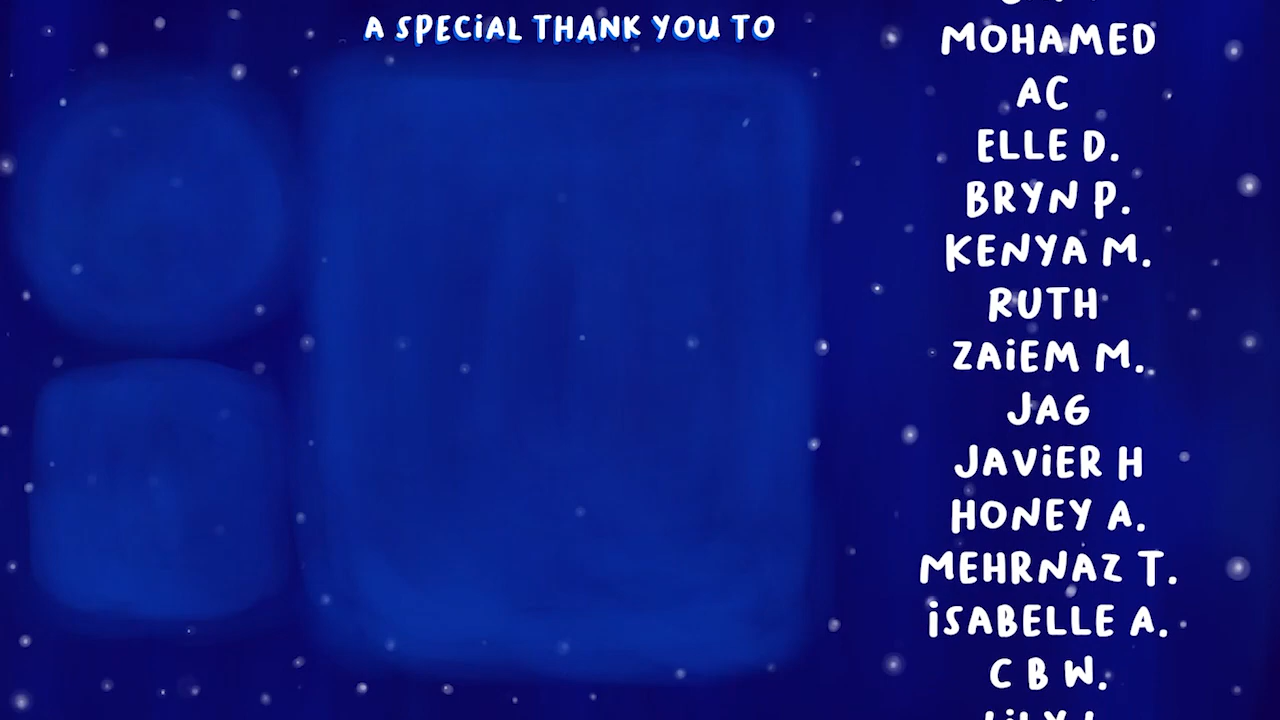 A SPECiAL THANK YOU TO
MOHAMED
AC
ELLE D.
BRYN P.
KENYA M.
RUTH
ZAiEM M.
JAG
JAViER H
HONEY A.
MEHRNAZ T.
iSABELLE A.
C B W.